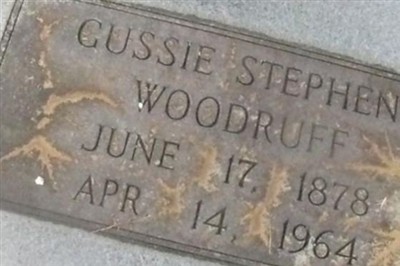 GUSSIE STEPHEN
WOODRUFF
JUNE 17, 1878
APR 14, 1964